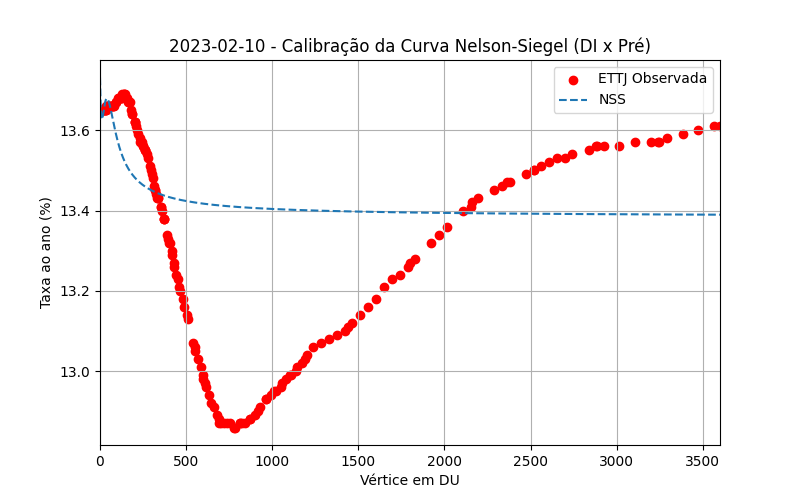 2023-02-10 - Calibração da Curva Nelson-Siegel (DI x Pré)
ETTJ Observada
NSS
Taxa ao ano (%)
13.6
13.4
13.2
13.0
0 500 1000 1500 2000 2500 3000 3500
Vértice em DU